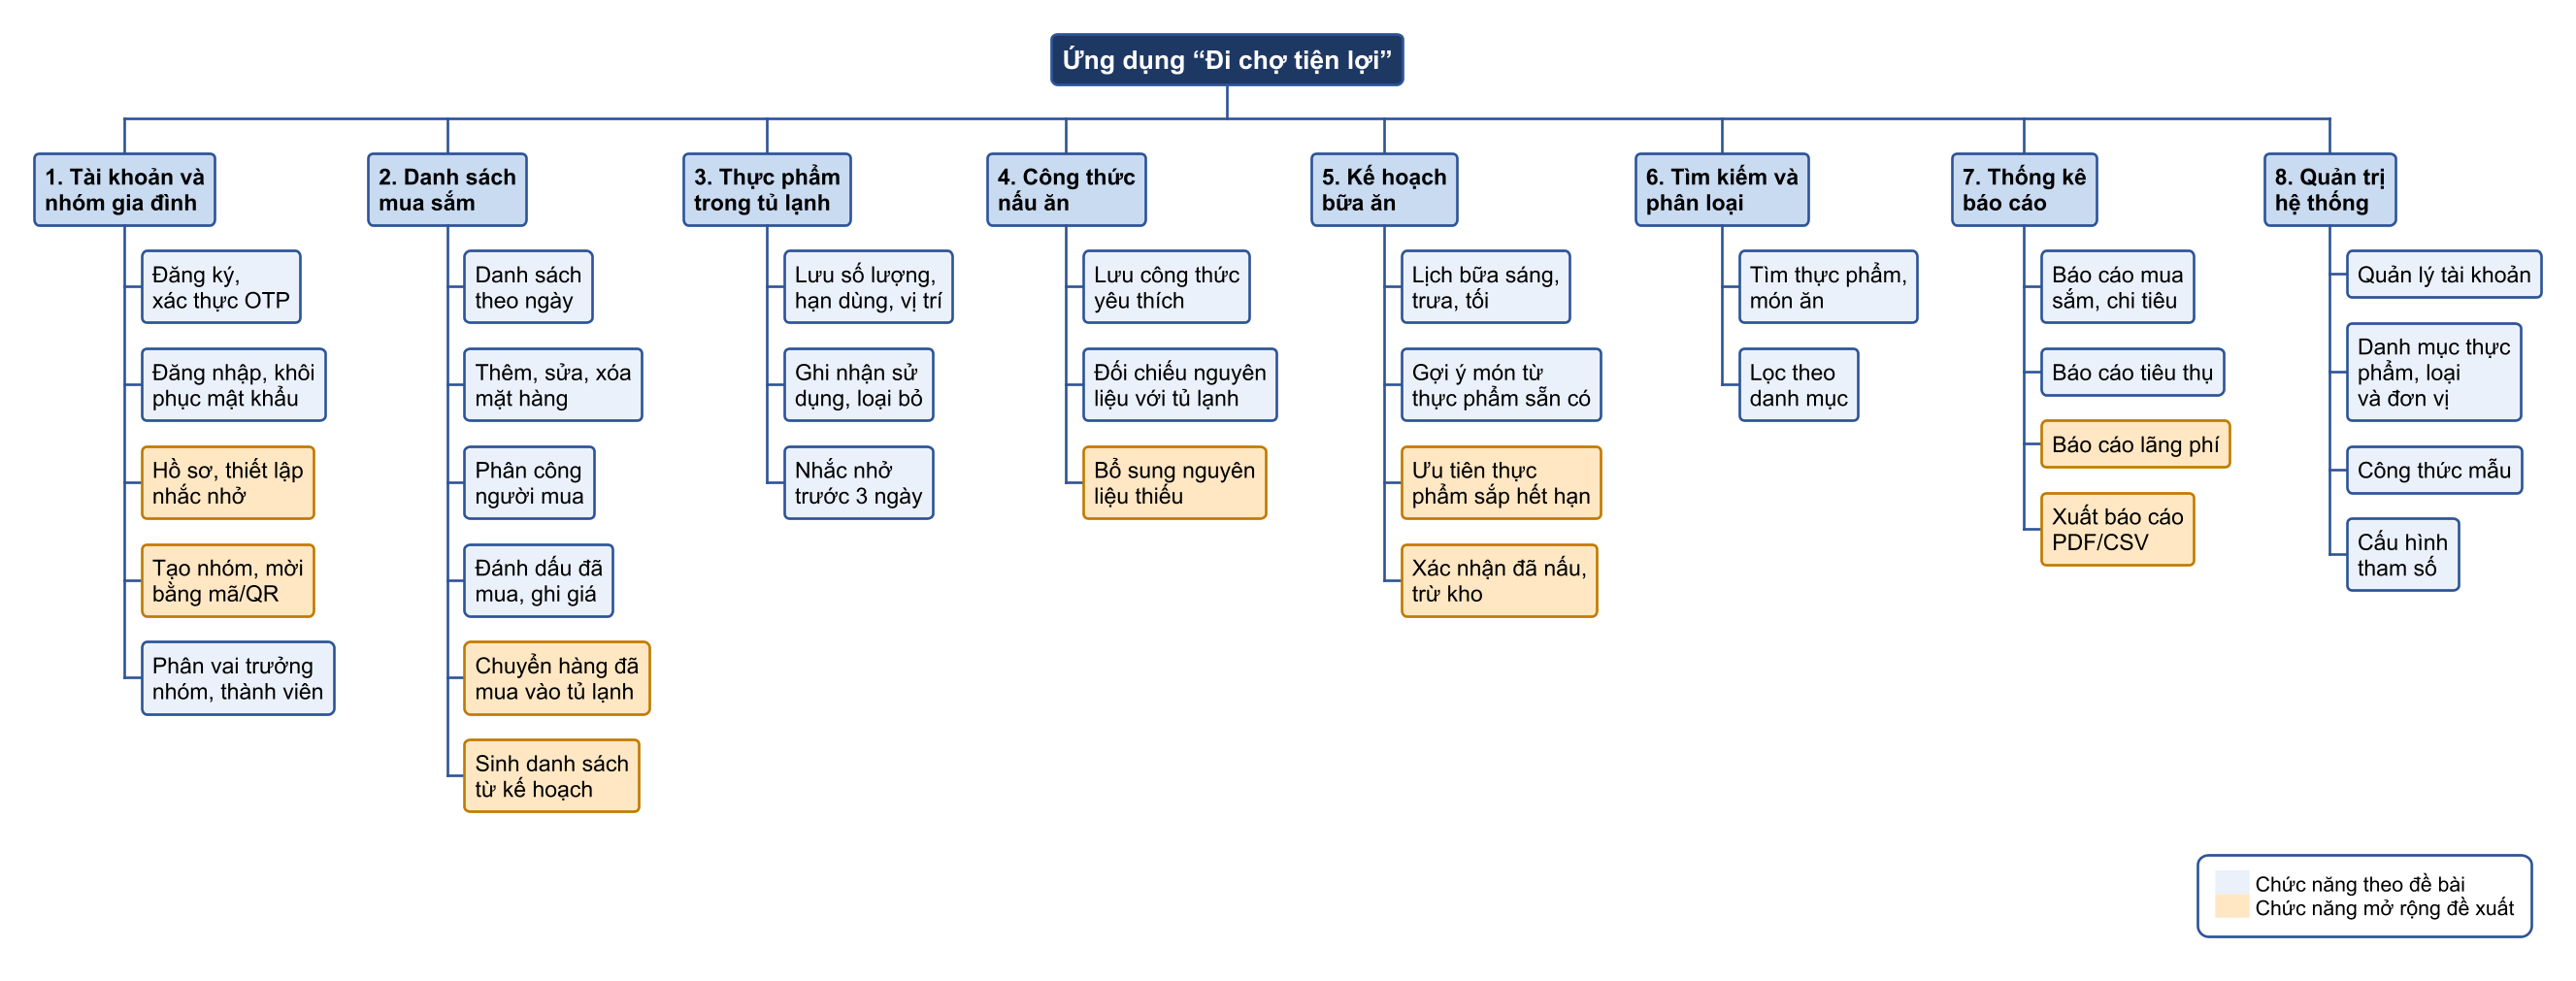 Ứng dụng “Đi chợ tiện lợi”
1. Tài khoản và
nhóm gia đình
Đăng ký,
xác thực OTP
Đăng nhập, khôi
phục mật khẩu
Hồ sơ, thiết lập
nhắc nhở
Tạo nhóm, mời
bằng mã/QR
Phân vai trưởng
nhóm, thành viên
2. Danh sách
mua sắm
Danh sách
theo ngày
Thêm, sửa, xóa
mặt hàng
Phân công
người mua
Đánh dấu đã
mua, ghi giá
Chuyển hàng đã
mua vào tủ lạnh
Sinh danh sách
từ kế hoạch
3. Thực phẩm
trong tủ lạnh
Lưu số lượng,
hạn dùng, vị trí
Ghi nhận sử
dụng, loại bỏ
Nhắc nhở
trước 3 ngày
4. Công thức
nấu ăn
Lưu công thức
yêu thích
Đối chiếu nguyên
liệu với tủ lạnh
Bổ sung nguyên
liệu thiếu
5. Kế hoạch
bữa ăn
Lịch bữa sáng,
trưa, tối
Gợi ý món từ
thực phẩm sẵn có
Ưu tiên thực
phẩm sắp hết hạn
Xác nhận đã nấu,
trừ kho
6. Tìm kiếm và
phân loại
Tìm thực phẩm,
món ăn
Lọc theo
danh mục
7. Thống kê
báo cáo
Báo cáo mua
sắm, chi tiêu
Báo cáo tiêu thụ
Báo cáo lãng phí
Xuất báo cáo
PDF/CSV
8. Quản trị
hệ thống
Quản lý tài khoản
Danh mục thực
phẩm, loại
và đơn vị
Công thức mẫu
Cấu hình
tham số
Chức năng theo đề bài
Chức năng mở rộng đề xuất